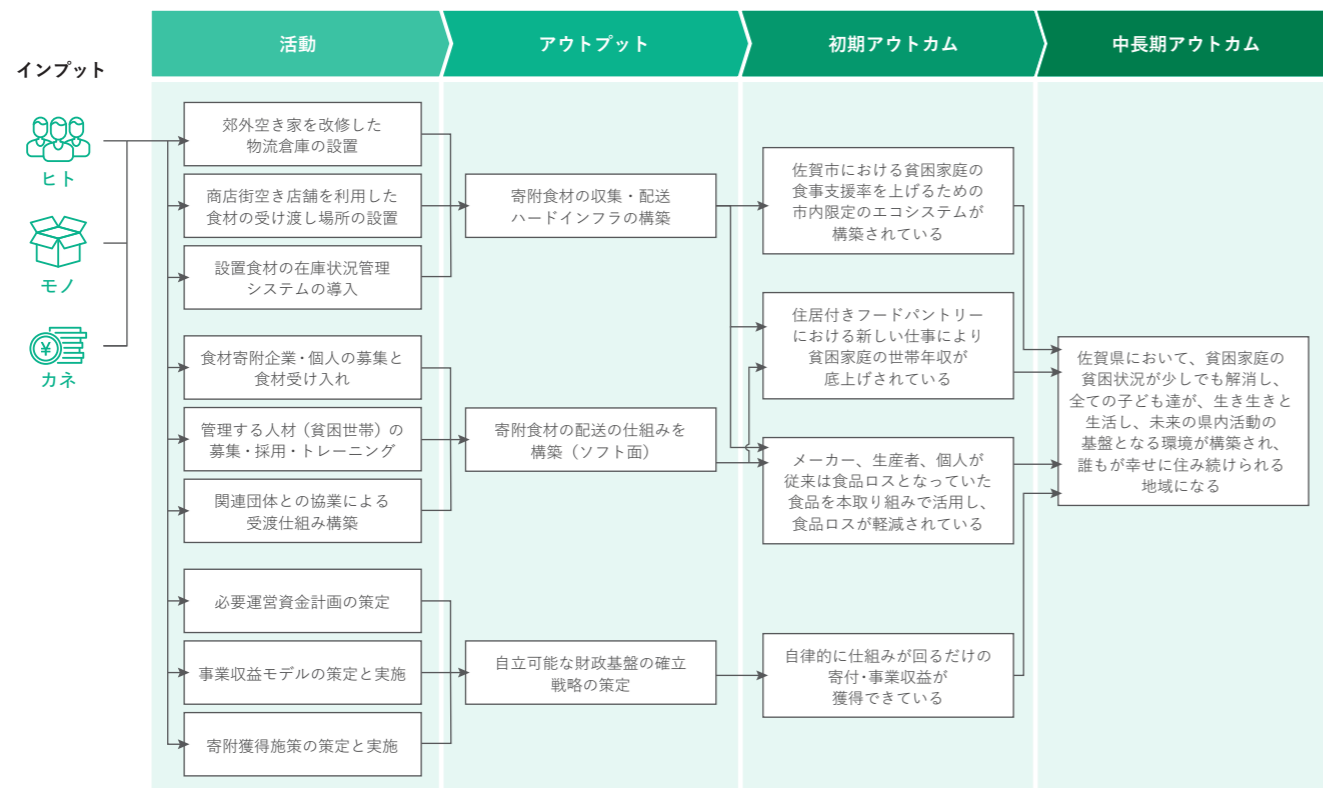 インプット
ヒト
モノ
¥
カネ
活動
アウトプット
初期アウトカム
中長期アウトカム
郊外空き家を改修した
物流倉庫の設置
商店街空き店舗を利用した
食材の受け渡し場所の設置
設置食材の在庫状況管理
システムの導入
食材寄附企業・個人の募集と
食材受け入れ
管理する人材（貧困世帯）の
募集・採用・トレーニング
関連団体との協業による
受渡仕組み構築
必要運営資金計画の策定
事業収益モデルの策定と実施
寄附獲得施策の策定と実施
寄附食材の収集・配送
ハードインフラの構築
寄附食材の配送の仕組みを
構築（ソフト面）
自立可能な財政基盤の確立
戦略の策定
佐賀市における貧困家庭の
食事支援率を上げるための
市内限定のエコシステムが
構築されている
住居付きフードパントリー
における新しい仕事により
貧困家庭の世帯年収が
底上げされている
メーカー、生産者、個人が
従来は食品ロスとなっていた
食品を本取り組みで活用し、
食品ロスが軽減されている
自律的に仕組みが回るだけの
寄付・事業収益が
獲得できている
佐賀県において、貧困家庭の
貧困状況が少しでも解消し、
全ての子ども達が、生き生きと
生活し、未来の県内活動の
基盤となる環境が構築され、
誰もが幸せに住み続けられる
地域になる